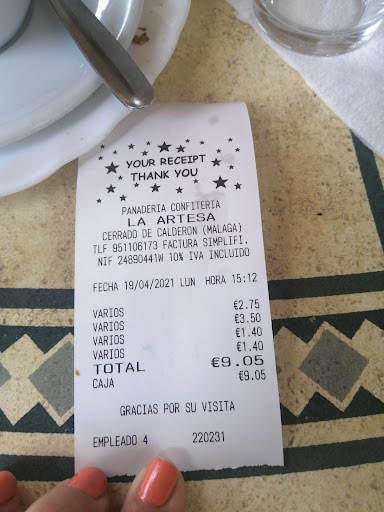 YOUR RECEIPT
THANK YOU
PANADERIA CONFITERIA
LA ARTESA
CERRADO DE CALDERON (MALAGA)
TLF 951106173 FACTURA SIMPLIFI.
NIF 24890441W 10% IVA INCLUIDO
FECHA 19/04/2021 LUN HORA 15:12
VARIOS €2.75
VARIOS €3.50
VARIOS €1.40
VARIOS €1.40
TOTAL €9.05
CAJA €9.05
GRACIAS POR SU VISITA
EMPLEADO 4 220231